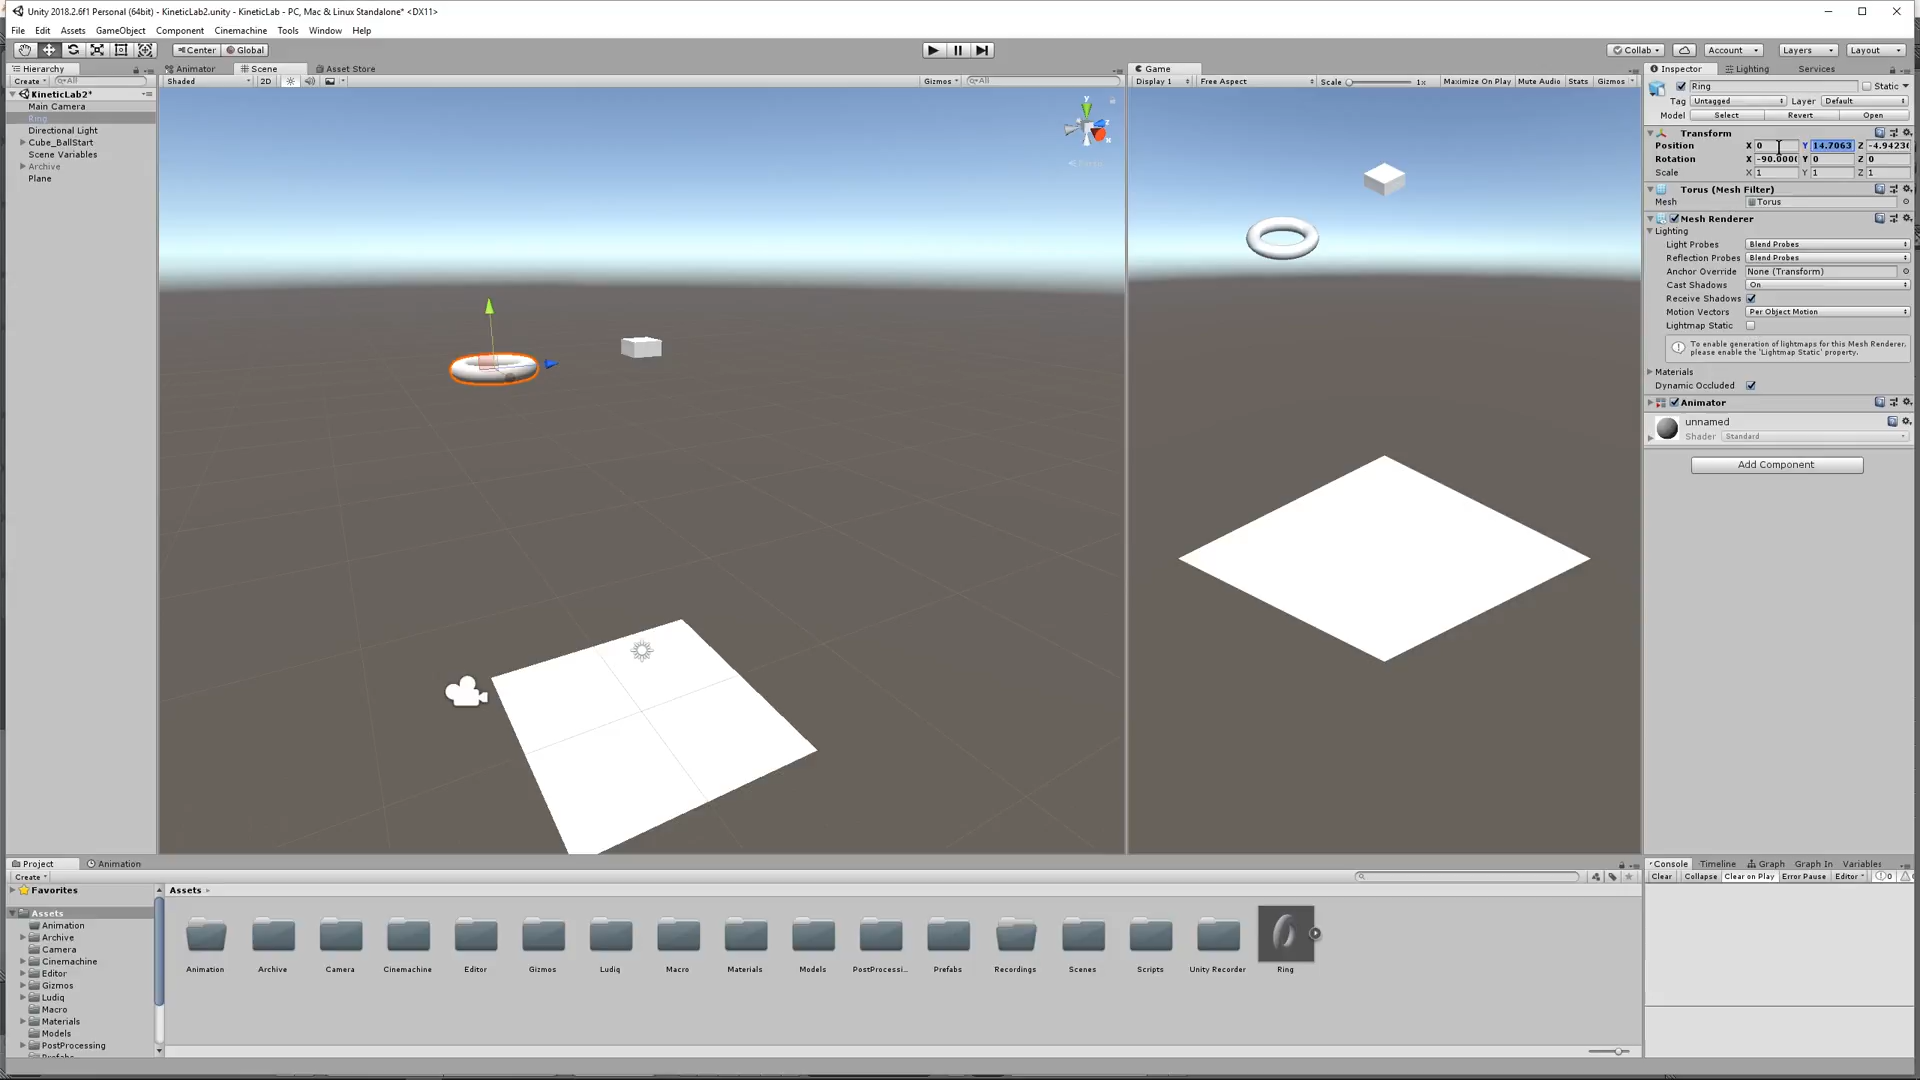 Unity 2018.2.6f1 Personal (64bit) - KineticLab2.unity - KineticLab - PC, Mac & Linux Standalone* <DX11>
File Edit Assets GameObject Component Cinemachine Tools Window Help
Center Global Collab Account Layers Layout
Hierarchy Animator Scene Asset Store Game Inspector Lighting Services
Create All Shaded 2D Gizmos All Display 1 Free Aspect Scale 1x Maximize On Play Mute Audio Stats Gizmos
KineticLab2*
Main Camera
Ring
Directional Light
Cube_BallStart
Scene Variables
Archive
Plane
y
z
x
Persp
Ring Static
Tag Untagged Layer Default
Model Select Revert Open
Transform
Position X 0 Y 14.7063 Z -4.9423
Rotation X -90.000 Y 0 Z 0
Scale X 1 Y 1 Z 1
Torus (Mesh Filter)
Mesh Torus
Mesh Renderer
Lighting
Light Probes Blend Probes
Reflection Probes Blend Probes
Anchor Override None (Transform)
Cast Shadows On
Receive Shadows
Motion Vectors Per Object Motion
Lightmap Static
To enable generation of lightmaps for this Mesh Renderer,
please enable the 'Lightmap Static' property.
Materials
Dynamic Occluded
Animator
unnamed
Shader Standard
Add Component
Project Animation
Create
Favorites
Assets
Animation
Archive
Camera
Cinemachine
Editor
Gizmos
Ludiq
Macro
Materials
Models
PostProcessing
Prefabs
Assets
Animation Archive Camera Cinemachine Editor Gizmos Ludiq Macro Materials Models PostProcessi... Prefabs Recordings Scenes Scripts Unity Recorder Ring
Console Timeline Graph Graph In Variables
Clear Collapse Clear on Play Error Pause Editor 0